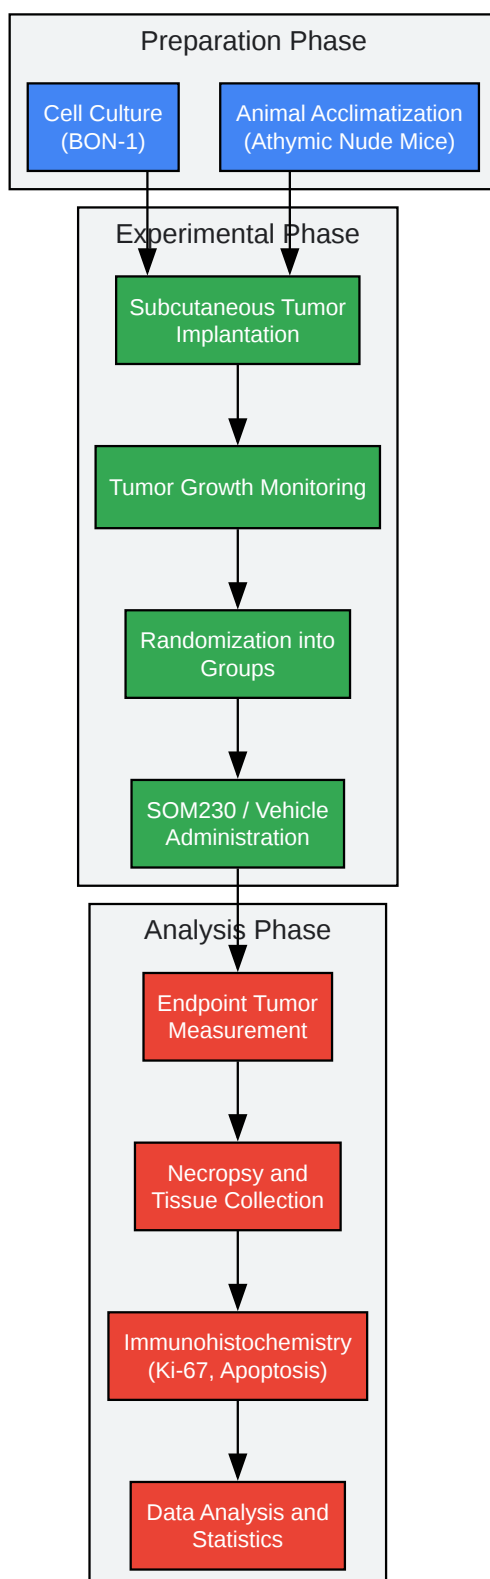 Preparation Phase
Cell Culture
(BON-1)
Animal Acclimatization
(Athymic Nude Mice)
Experimental Phase
Subcutaneous Tumor
Implantation
Tumor Growth Monitoring
Randomization into
Groups
SOM230 / Vehicle
Administration
Analysis Phase
Endpoint Tumor
Measurement
Necropsy and
Tissue Collection
Immunohistochemistry
(Ki-67, Apoptosis)
Data Analysis and
Statistics